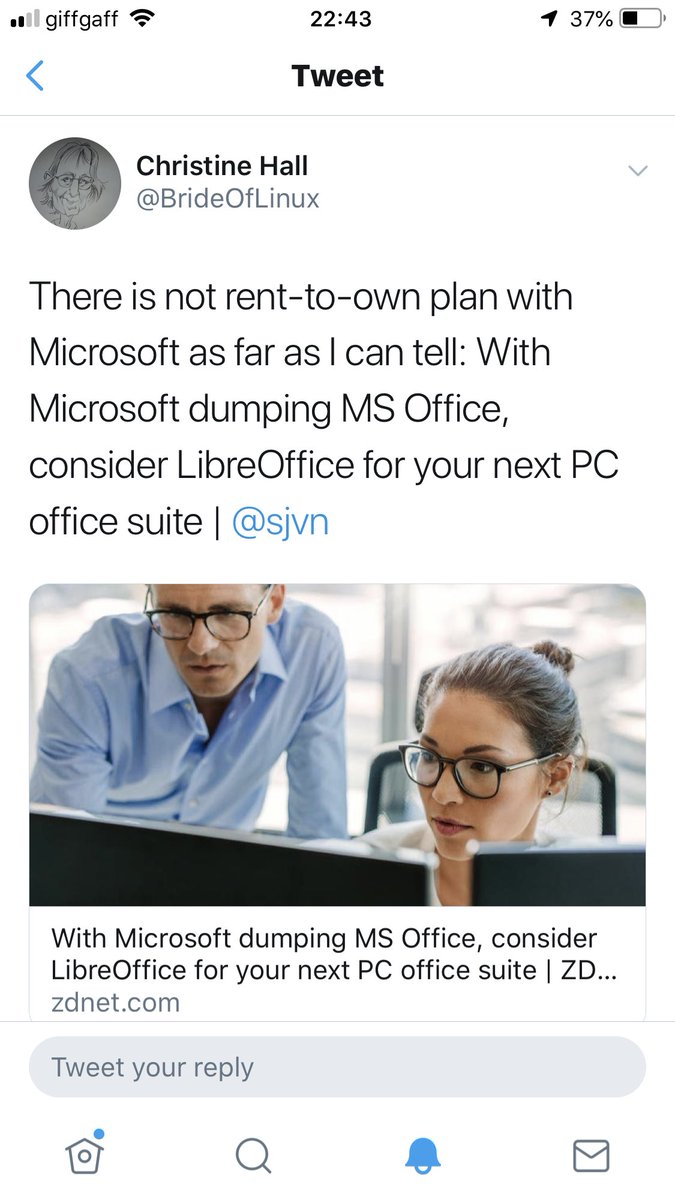 giffgaff 22:43 37%
Tweet
Christine Hall
@BrideOfLinux
There is not rent-to-own plan with
Microsoft as far as I can tell: With
Microsoft dumping MS Office,
consider LibreOffice for your next PC
office suite | @sjvn
With Microsoft dumping MS Office, consider
LibreOffice for your next PC office suite | ZD...
zdnet.com
Tweet your reply